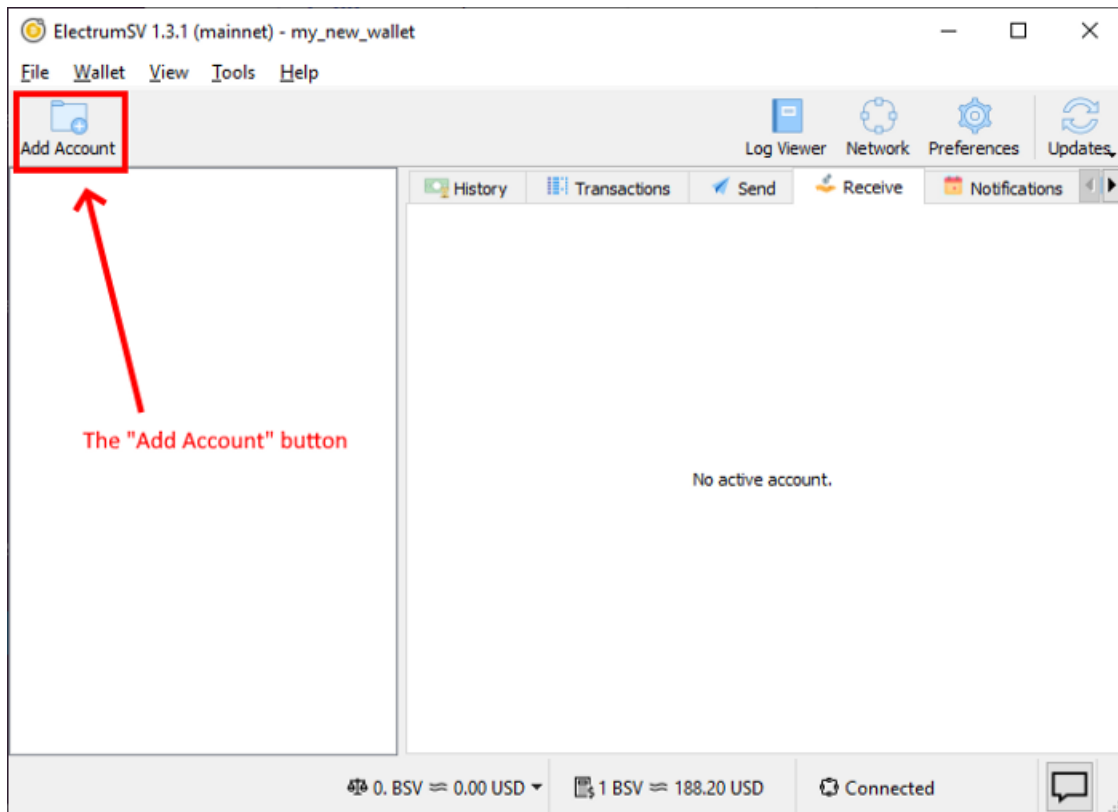 ElectrumSV 1.3.1 (mainnet) - my_new_wallet
File Wallet View Tools Help
Add Account Log Viewer Network Preferences Updates
History Transactions Send Receive Notifications
The "Add Account" button
No active account.
0. BSV ≈ 0.00 USD 1 BSV ≈ 188.20 USD Connected